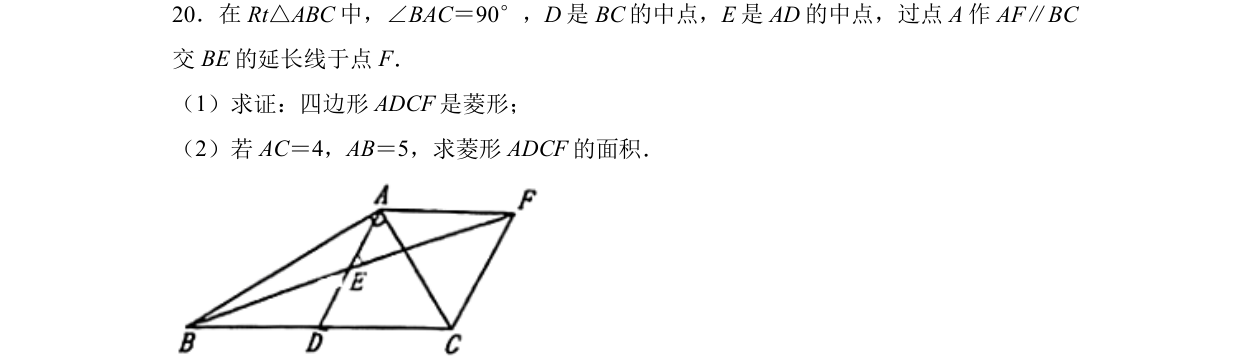 20．在 Rt△ABC 中，∠BAC＝90°，D 是 BC 的中点，E 是 AD 的中点，过点 A 作 AF∥BC
交 BE 的延长线于点 F．
（1）求证：四边形 ADCF 是菱形；
（2）若 AC＝4，AB＝5，求菱形 ADCF 的面积．
A
F
E
B
D
C